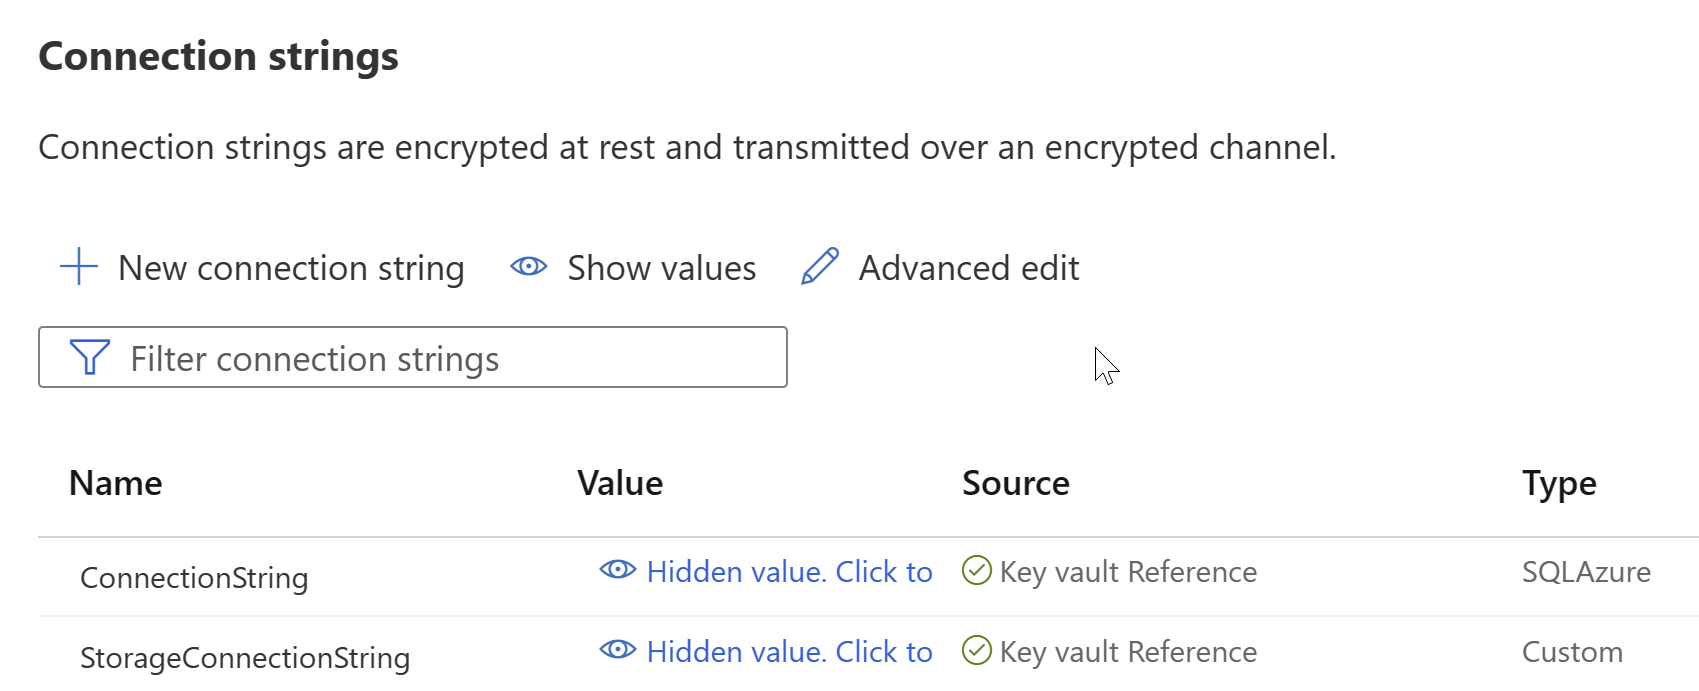 Connection strings
Connection strings are encrypted at rest and transmitted over an encrypted channel.
New connection string Show values Advanced edit
Filter connection strings
Name Value Source Type
ConnectionString Hidden value. Click to Key vault Reference SQLAzure
StorageConnectionString Hidden value. Click to Key vault Reference Custom